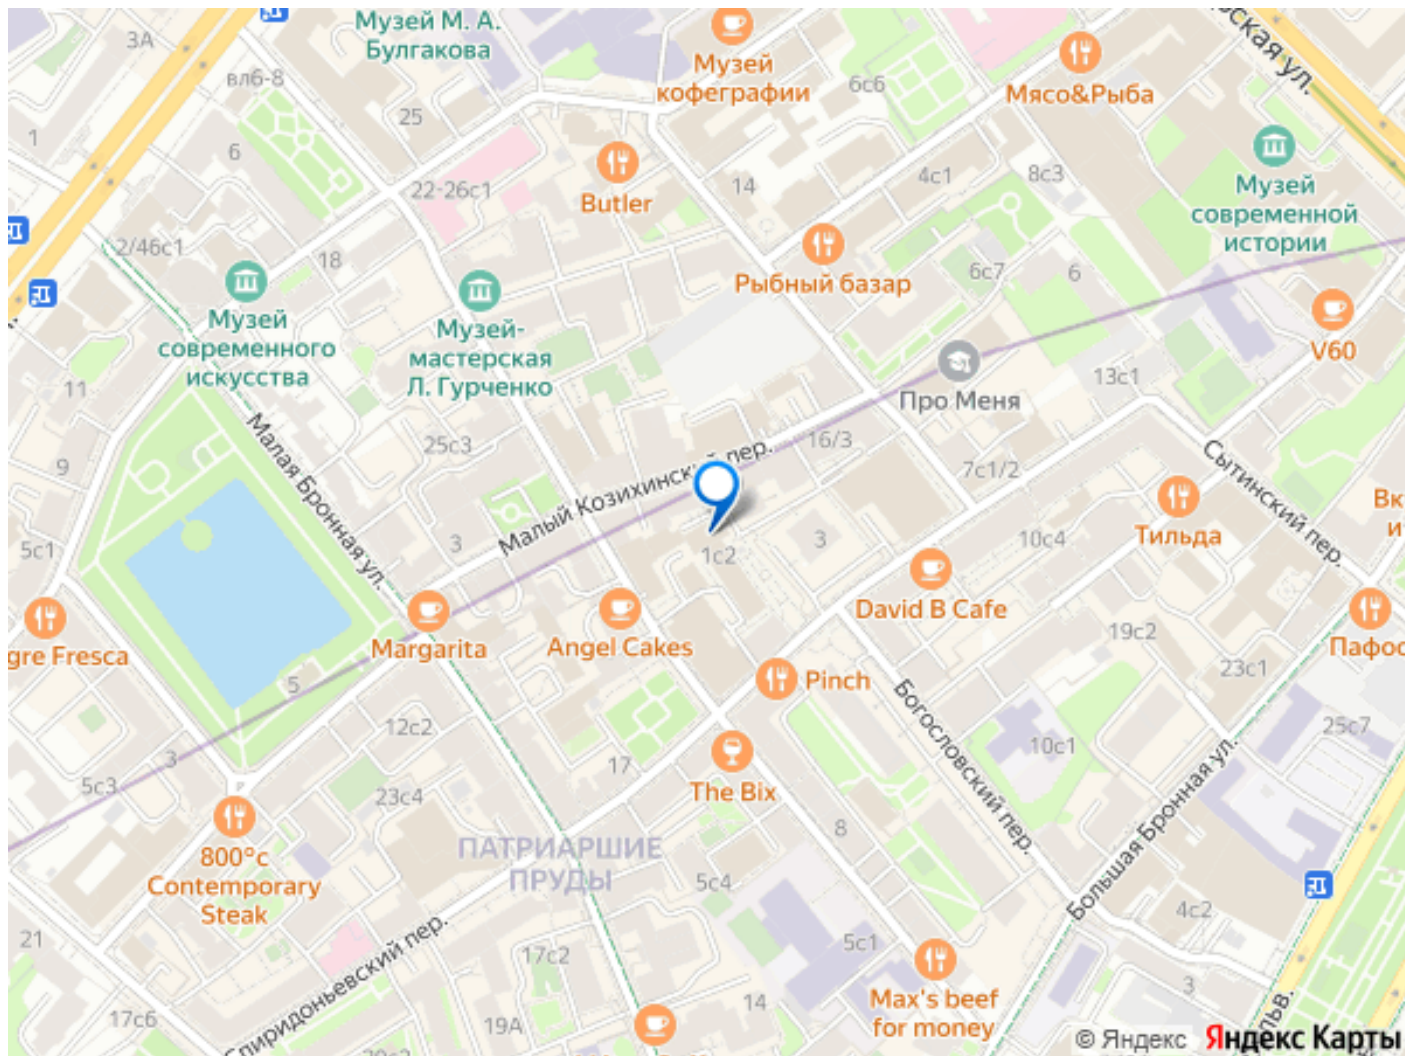 Музей М. А.
Булгакова
3А
вл6-8
25
1
6
Музей
кофеграфии
6с6
Мясо&Рыба
ская ул.
22-26с1
Butler
14
4с1
8с3
Музей
современной
истории
2/46с1
18
Рыбный базар
6с7
6
Музей
современного
искусства
Музей-
мастерская
Л. Гурченко
V60
11
Про Меня
13с1
9
Малая Бронная ул.
25с3
16/3
7с1/2
Сытинский пер.
Малый Козихинский пер.
5с1
3
1с2
3
10с4
Тильда
Вк
и
gre Fresca
Margarita
Angel Cakes
David B Cafe
19с2
23с1
Пафос
5
12с2
Pinch
Богословский пер.
10с1
25с7
3
5с3
23с4
17
The Bix
8
Большая Бронная ул.
800°c
Contemporary
Steak
ПАТРИАРШИЕ
ПРУДЫ
5с4
4с2
21
Спиридоньевский пер.
17с2
5с1
3
Max's beef
for money
14
17с6
19А
льв.
© Яндекс Яндекс Карты